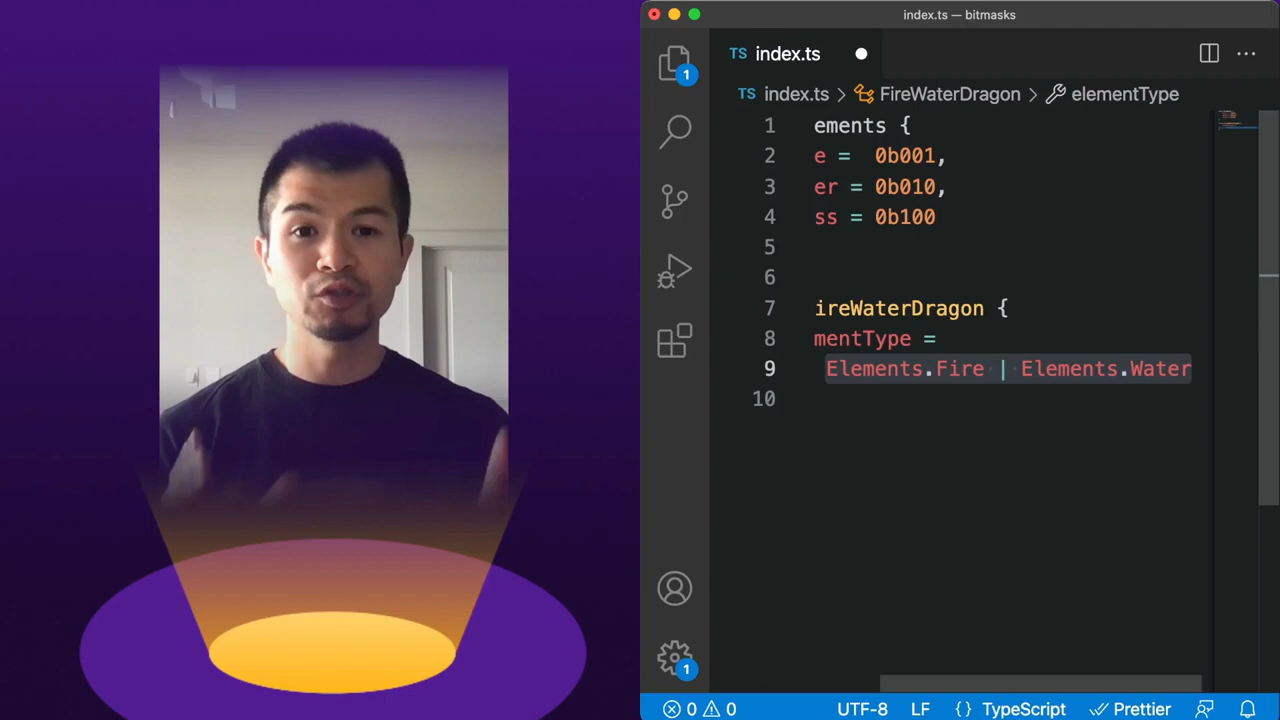 index.ts — bitmasks
TS index.ts
1
TS index.ts > FireWaterDragon > elementType
1 ements {
2 e = 0b001,
3 er = 0b010,
4 ss = 0b100
5
6
7 ireWaterDragon {
8 mentType =
9 Elements.Fire | Elements.Water
10
1
0 0 UTF-8 LF {} TypeScript Prettier